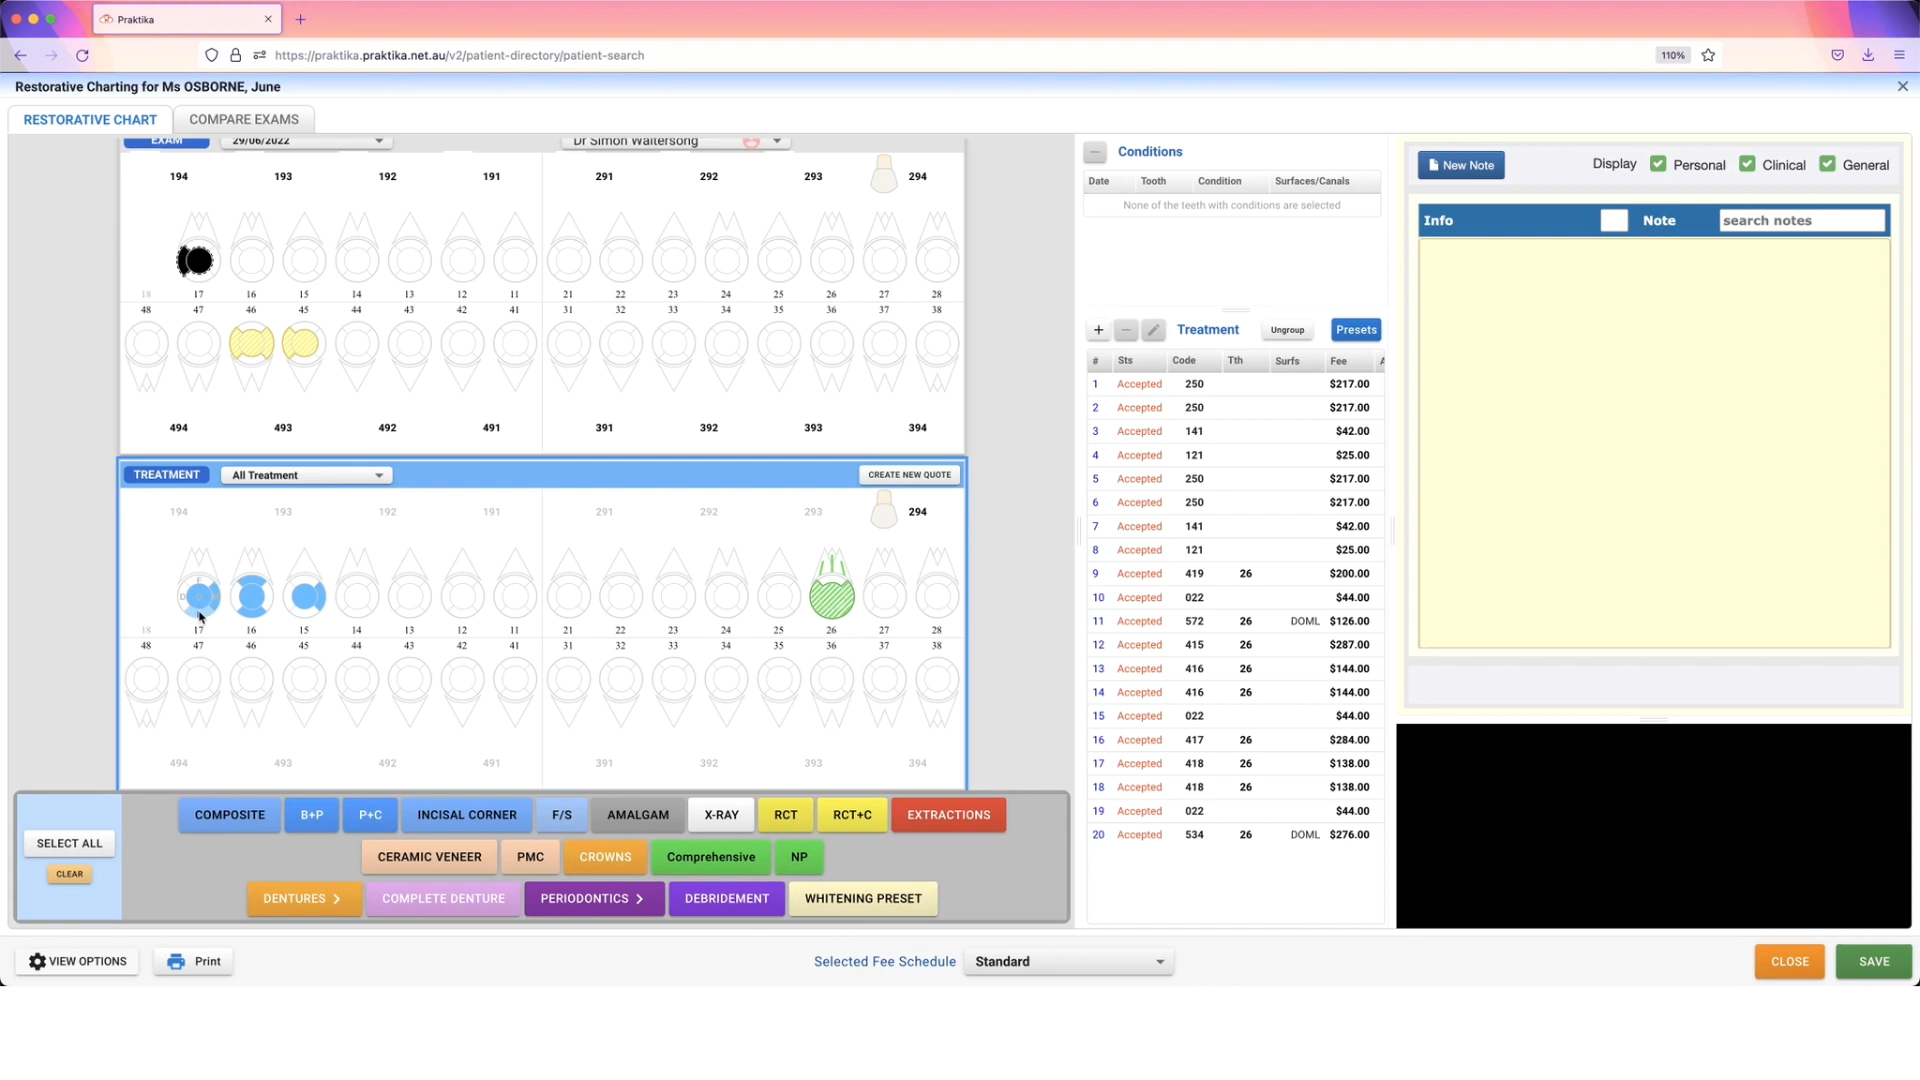 Praktika
https://praktika.praktika.net.au/v2/patient-directory/patient-search
110%
Restorative Charting for Ms OSBORNE, June
RESTORATIVE CHART
COMPARE EXAMS
EXAM
29/06/2022
Dr Simon Waltersong
194 193 192 191 291 292 293 294
18 17 16 15 14 13 12 11 21 22 23 24 25 26 27 28
48 47 46 45 44 43 42 41 31 32 33 34 35 36 37 38
494 493 492 491 391 392 393 394
TREATMENT
All Treatment
CREATE NEW QUOTE
194 193 192 191 291 292 293 294
F
D
18 17 16 15 14 13 12 11 21 22 23 24 25 26 27 28
48 47 46 45 44 43 42 41 31 32 33 34 35 36 37 38
494 493 492 491 391 392 393 394
SELECT ALL
CLEAR
COMPOSITE B+P P+C INCISAL CORNER F/S AMALGAM X-RAY RCT RCT+C EXTRACTIONS
CERAMIC VENEER PMC CROWNS Comprehensive NP
DENTURES COMPLETE DENTURE PERIODONTICS DEBRIDEMENT WHITENING PRESET
Conditions
Date Tooth Condition Surfaces/Canals
None of the teeth with conditions are selected
Treatment
Ungroup
Presets
# Sts Code Tth Surfs Fee A
1 Accepted 250 $217.00
2 Accepted 250 $217.00
3 Accepted 141 $42.00
4 Accepted 121 $25.00
5 Accepted 250 $217.00
6 Accepted 250 $217.00
7 Accepted 141 $42.00
8 Accepted 121 $25.00
9 Accepted 419 26 $200.00
10 Accepted 022 $44.00
11 Accepted 572 26 DOML $126.00
12 Accepted 415 26 $287.00
13 Accepted 416 26 $144.00
14 Accepted 416 26 $144.00
15 Accepted 022 $44.00
16 Accepted 417 26 $284.00
17 Accepted 418 26 $138.00
18 Accepted 418 26 $138.00
19 Accepted 022 $44.00
20 Accepted 534 26 DOML $276.00
New Note
Display Personal Clinical General
Info Note search notes
VIEW OPTIONS
Print
Selected Fee Schedule Standard
CLOSE
SAVE